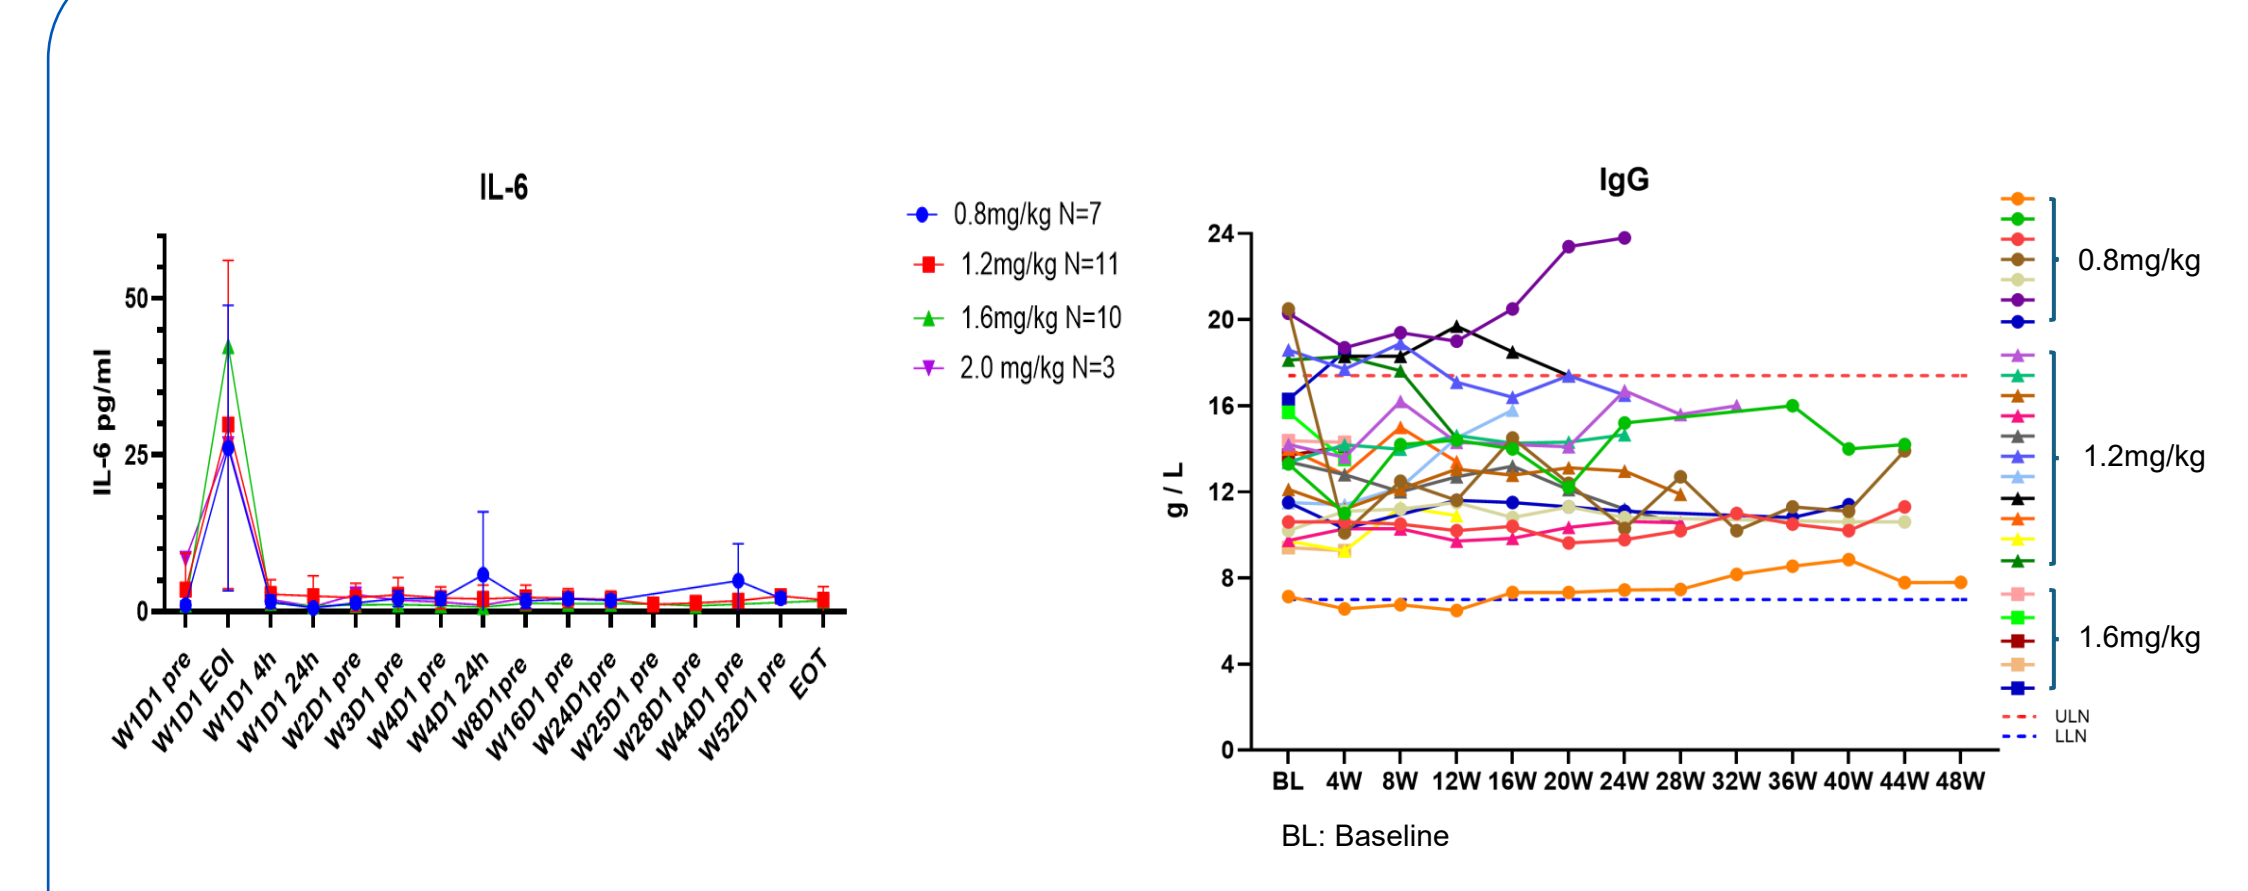 IL-6
IL-6 pg/ml
50
25
0
W1D1 pre
W1D1 EOI
W1D1 4h
W1D1 24h
W2D1 pre
W3D1 pre
W4D1 pre
W4D1 24h
W8D1pre
W16D1 pre
W24D1pre
W25D1 pre
W28D1 pre
W44D1 pre
W52D1 pre
EOT
0.8mg/kg N=7
1.2mg/kg N=11
1.6mg/kg N=10
2.0 mg/kg N=3
IgG
g / L
24
20
16
12
8
4
0
BL 4W 8W 12W 16W 20W 24W 28W 32W 36W 40W 44W 48W
0.8mg/kg
1.2mg/kg
1.6mg/kg
ULN
LLN
BL: Baseline